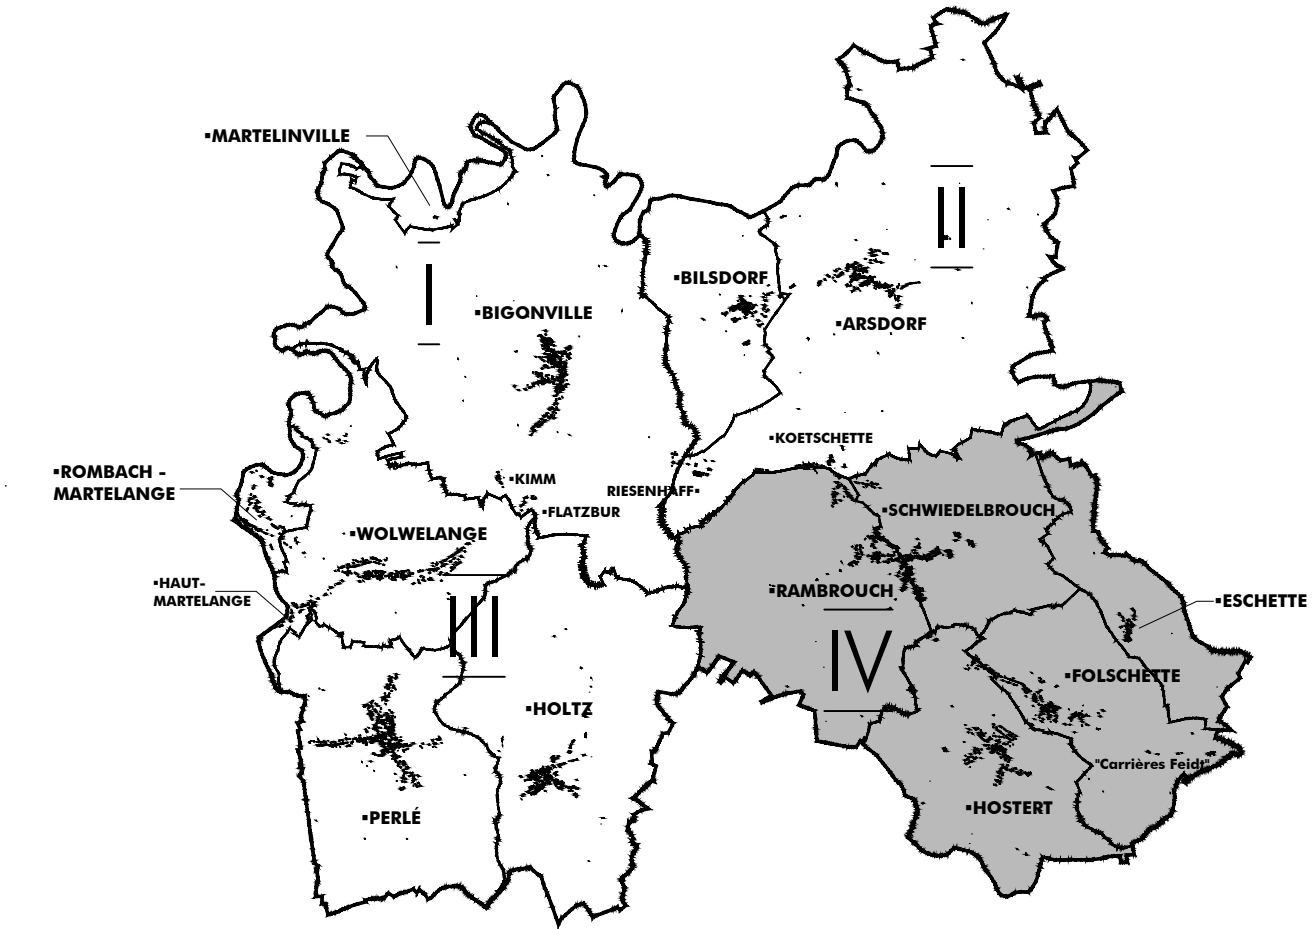 ▪MARTELINVILLE
II
I
▪BILSDORF
▪BIGONVILLE
▪ARSDORF
▪KOETSCHETTE
▪ROMBACH -
MARTELANGE
▪KIMM
RIESENHAFF▪
▪FLATZBUR
▪SCHWIEDELBROUCH
▪WOLWELANGE
▪HAUT-
MARTELANGE
▪RAMBROUCH
▪ESCHETTE
III
IV
▪FOLSCHETTE
▪HOLTZ
"Carrières Feidt"
▪HOSTERT
▪PERLÉ